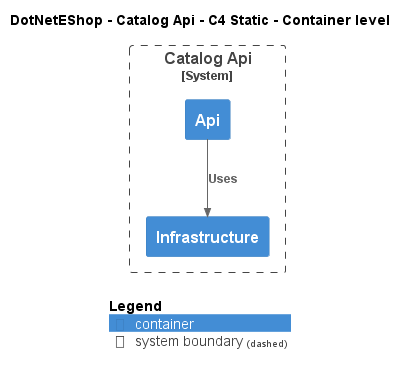 DotNetEShop - Catalog Api - C4 Static - Container level
Catalog Api
[System]
Api
Uses
Infrastructure
Legend
container
system boundary (dashed)